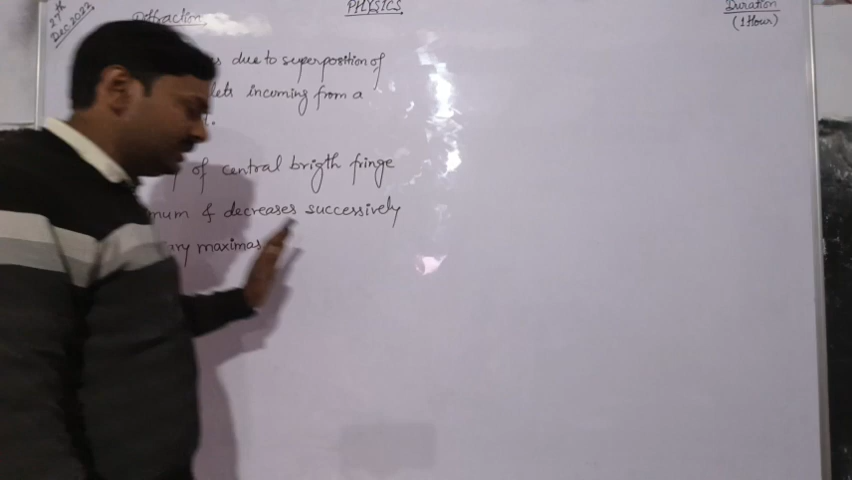 27th
Dec 2023
Diffraction
PHYSICS
Duration
(1 Hour)
due to superposition of
lets incoming from a
of central brigth fringe
mum & decreases successively
ary maximas